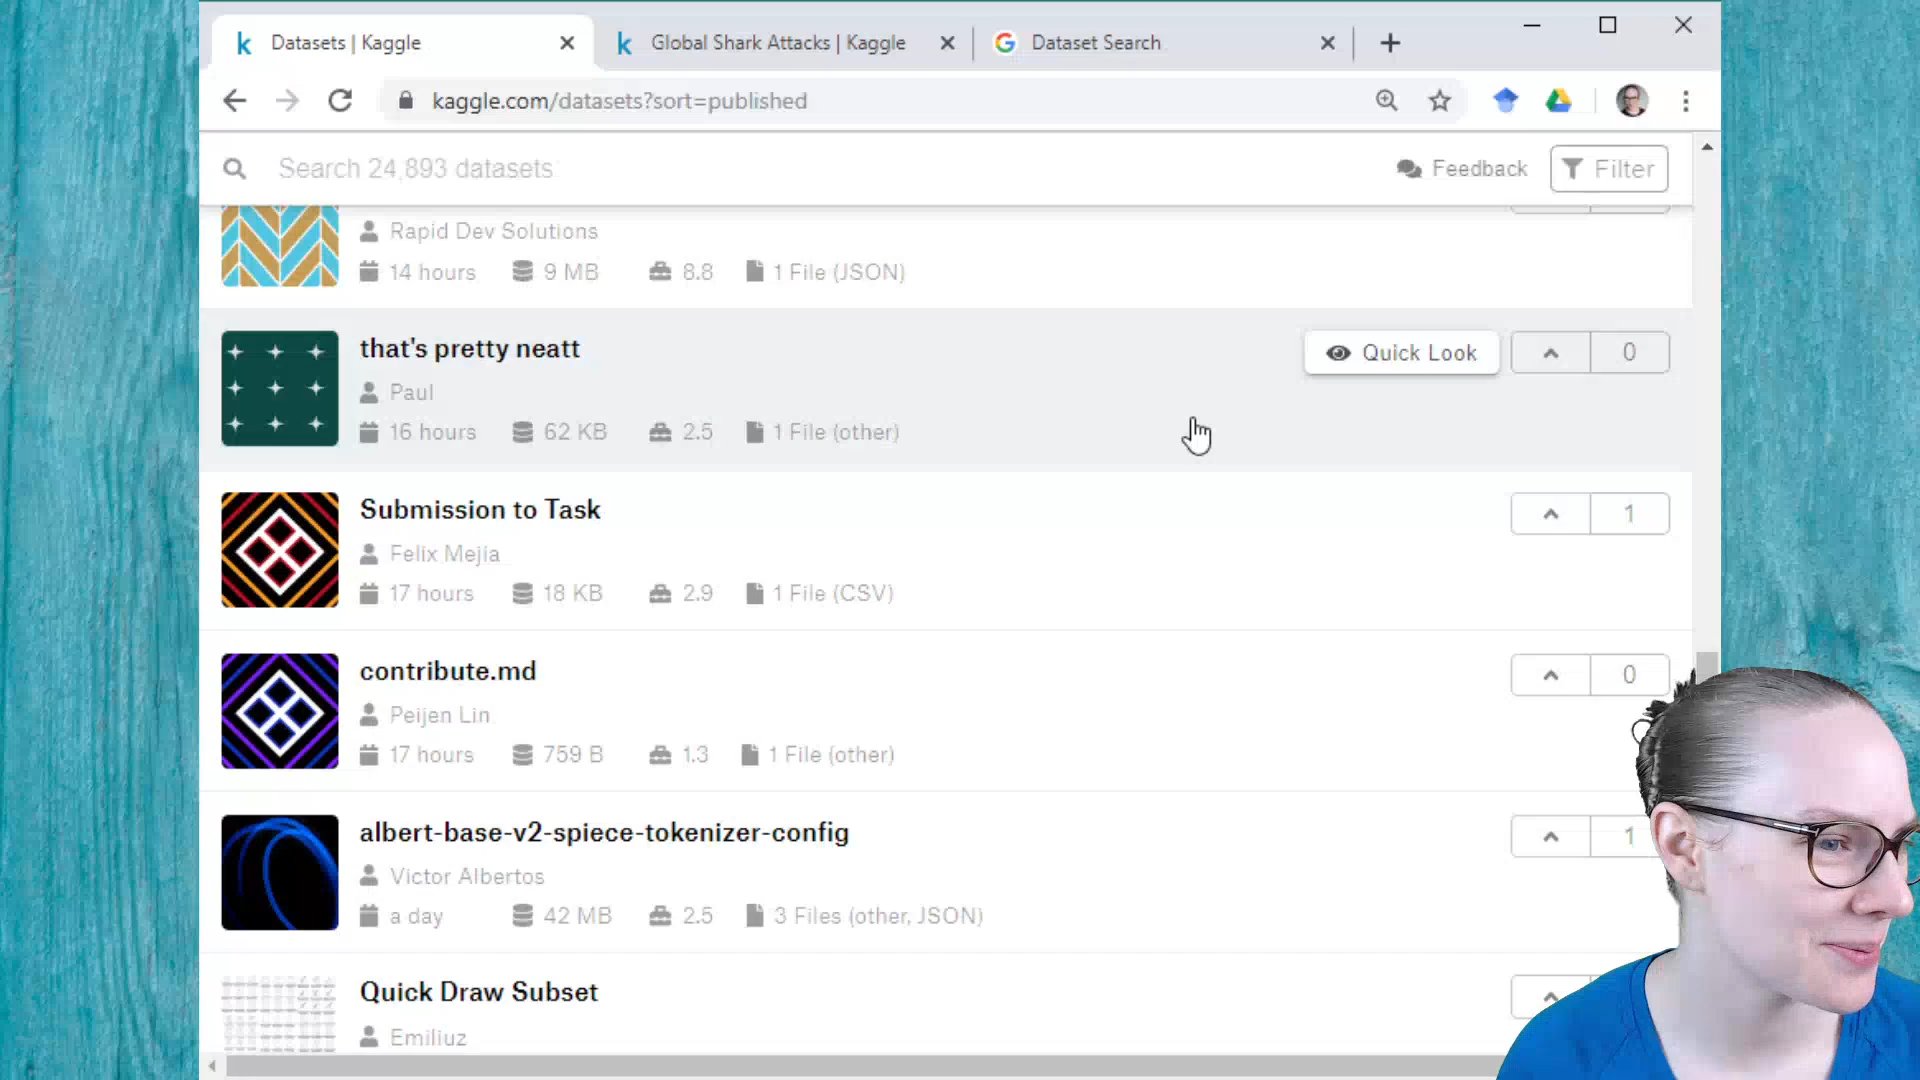 Datasets | Kaggle
Global Shark Attacks | Kaggle
Dataset Search
kaggle.com/datasets?sort=published
Search 24,893 datasets
Feedback
Filter
Rapid Dev Solutions
14 hours 9 MB 8.8 1 File (JSON)
that's pretty neatt
Quick Look
0
Paul
16 hours 62 KB 2.5 1 File (other)
Submission to Task
1
Felix Mejia
17 hours 18 KB 2.9 1 File (CSV)
contribute.md
0
Peijen Lin
17 hours 759 B 1.3 1 File (other)
albert-base-v2-spiece-tokenizer-config
1
Victor Albertos
a day 42 MB 2.5 3 Files (other, JSON)
Quick Draw Subset
Emiliuz